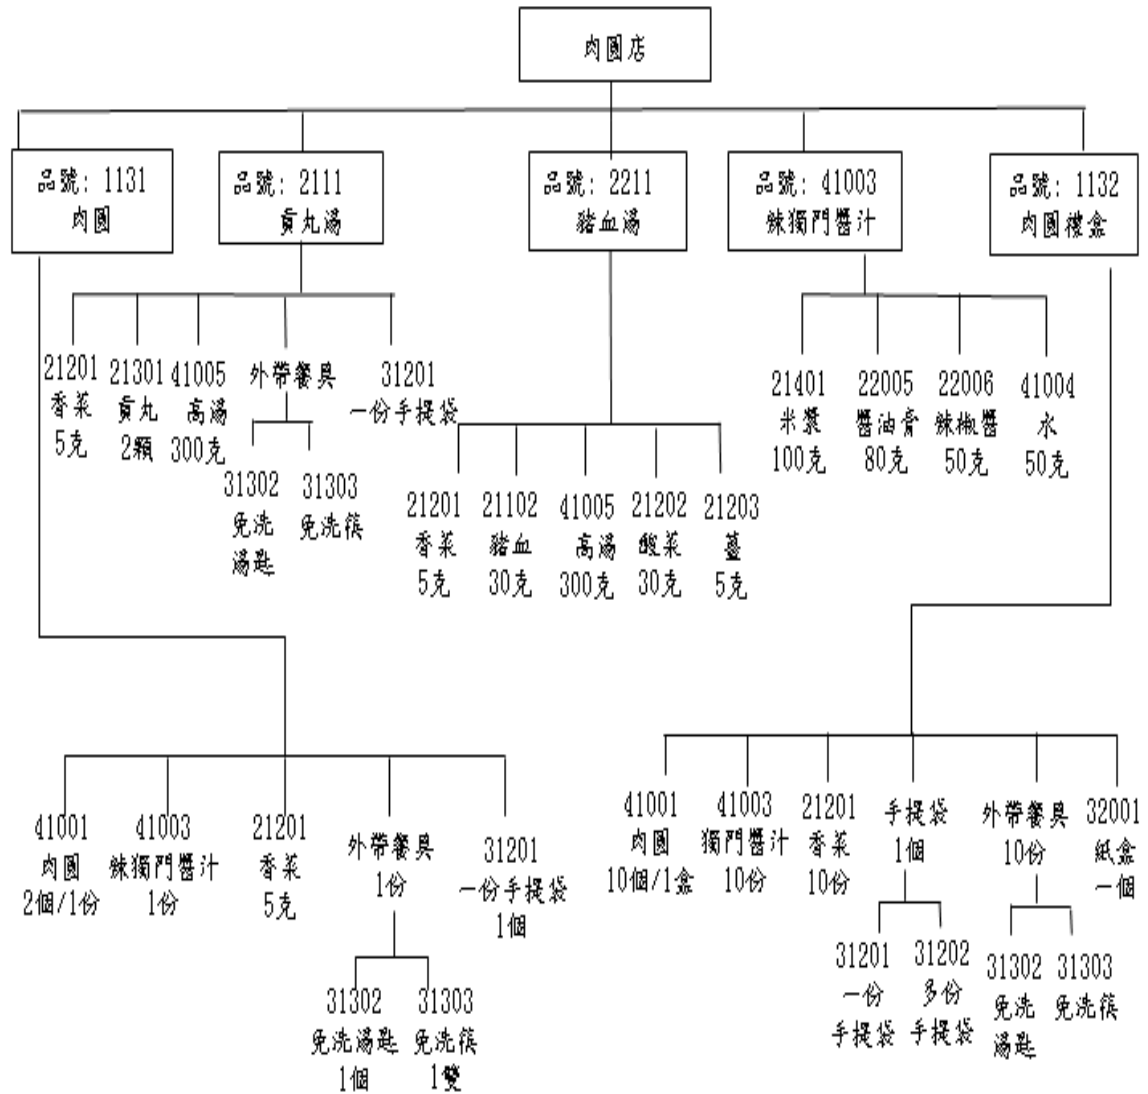 肉圓店
品號: 1131
肉圓
品號: 2111
貢丸湯
品號: 2211
豬血湯
品號: 41003
辣獨門醬汁
品號: 1132
肉圓禮盒
21201
香菜
5克
21301
貢丸
2顆
41005
高湯
300克
外帶餐具
31302
免洗
湯匙
31303
免洗筷
31201
一份手提袋
21201
香菜
5克
21102
豬血
30克
41005
高湯
300克
21202
酸菜
30克
21203
薑
5克
21401
米漿
100克
22005
醬油膏
80克
22006
辣椒醬
50克
41004
水
50克
41001
肉圓
2個/1份
41003
辣獨門醬汁
1份
21201
香菜
5克
外帶餐具
1份
31302
免洗湯匙
1個
31303
免洗筷
1雙
31201
一份手提袋
1個
41001
肉圓
10個/1盒
41003
獨門醬汁
10份
21201
香菜
10份
手提袋
1個
31201
一份
手提袋
31202
多份
手提袋
外帶餐具
10份
31302
免洗
湯匙
31303
免洗筷
32001
紙盒
一個